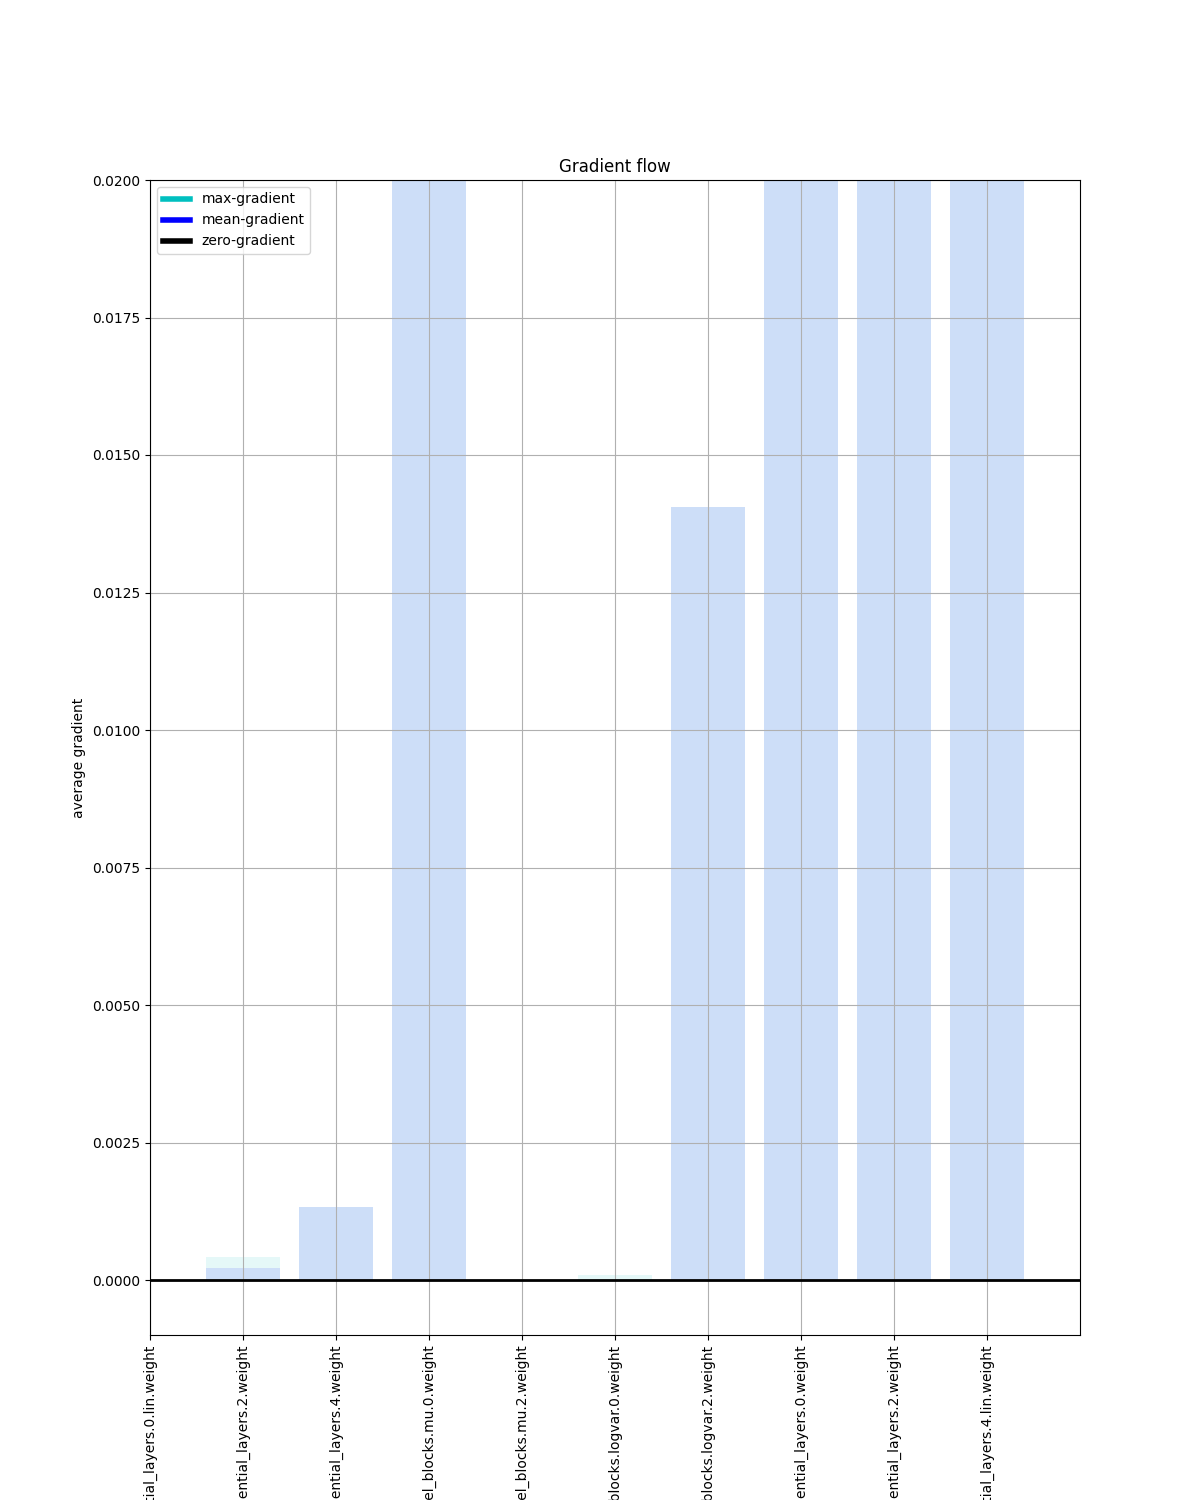 Gradient flow
max-gradient
mean-gradient
zero-gradient
0.0200
0.0175
0.0150
0.0125
0.0100
0.0075
0.0050
0.0025
0.0000
average gradient
tial_layers.0.lin.weight
ential_layers.2.weight
ential_layers.4.weight
el_blocks.mu.0.weight
el_blocks.mu.2.weight
blocks.logvar.0.weight
blocks.logvar.2.weight
ential_layers.0.weight
ential_layers.2.weight
tial_layers.4.lin.weight